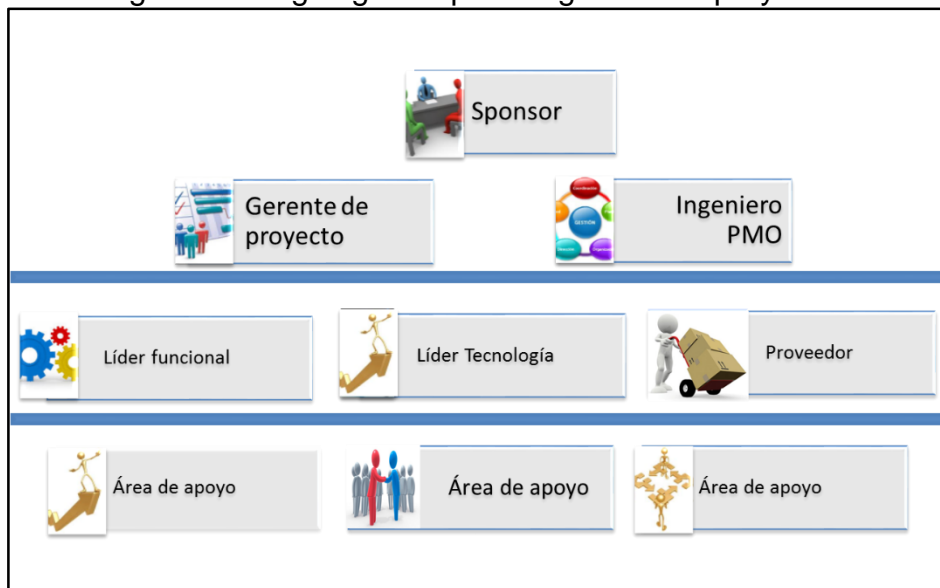 Sponsor
Gerente de
proyecto
Ingeniero
PMO
GESTIÓN
Líder funcional
Líder Tecnología
Proveedor
Área de apoyo
Área de apoyo
Área de apoyo